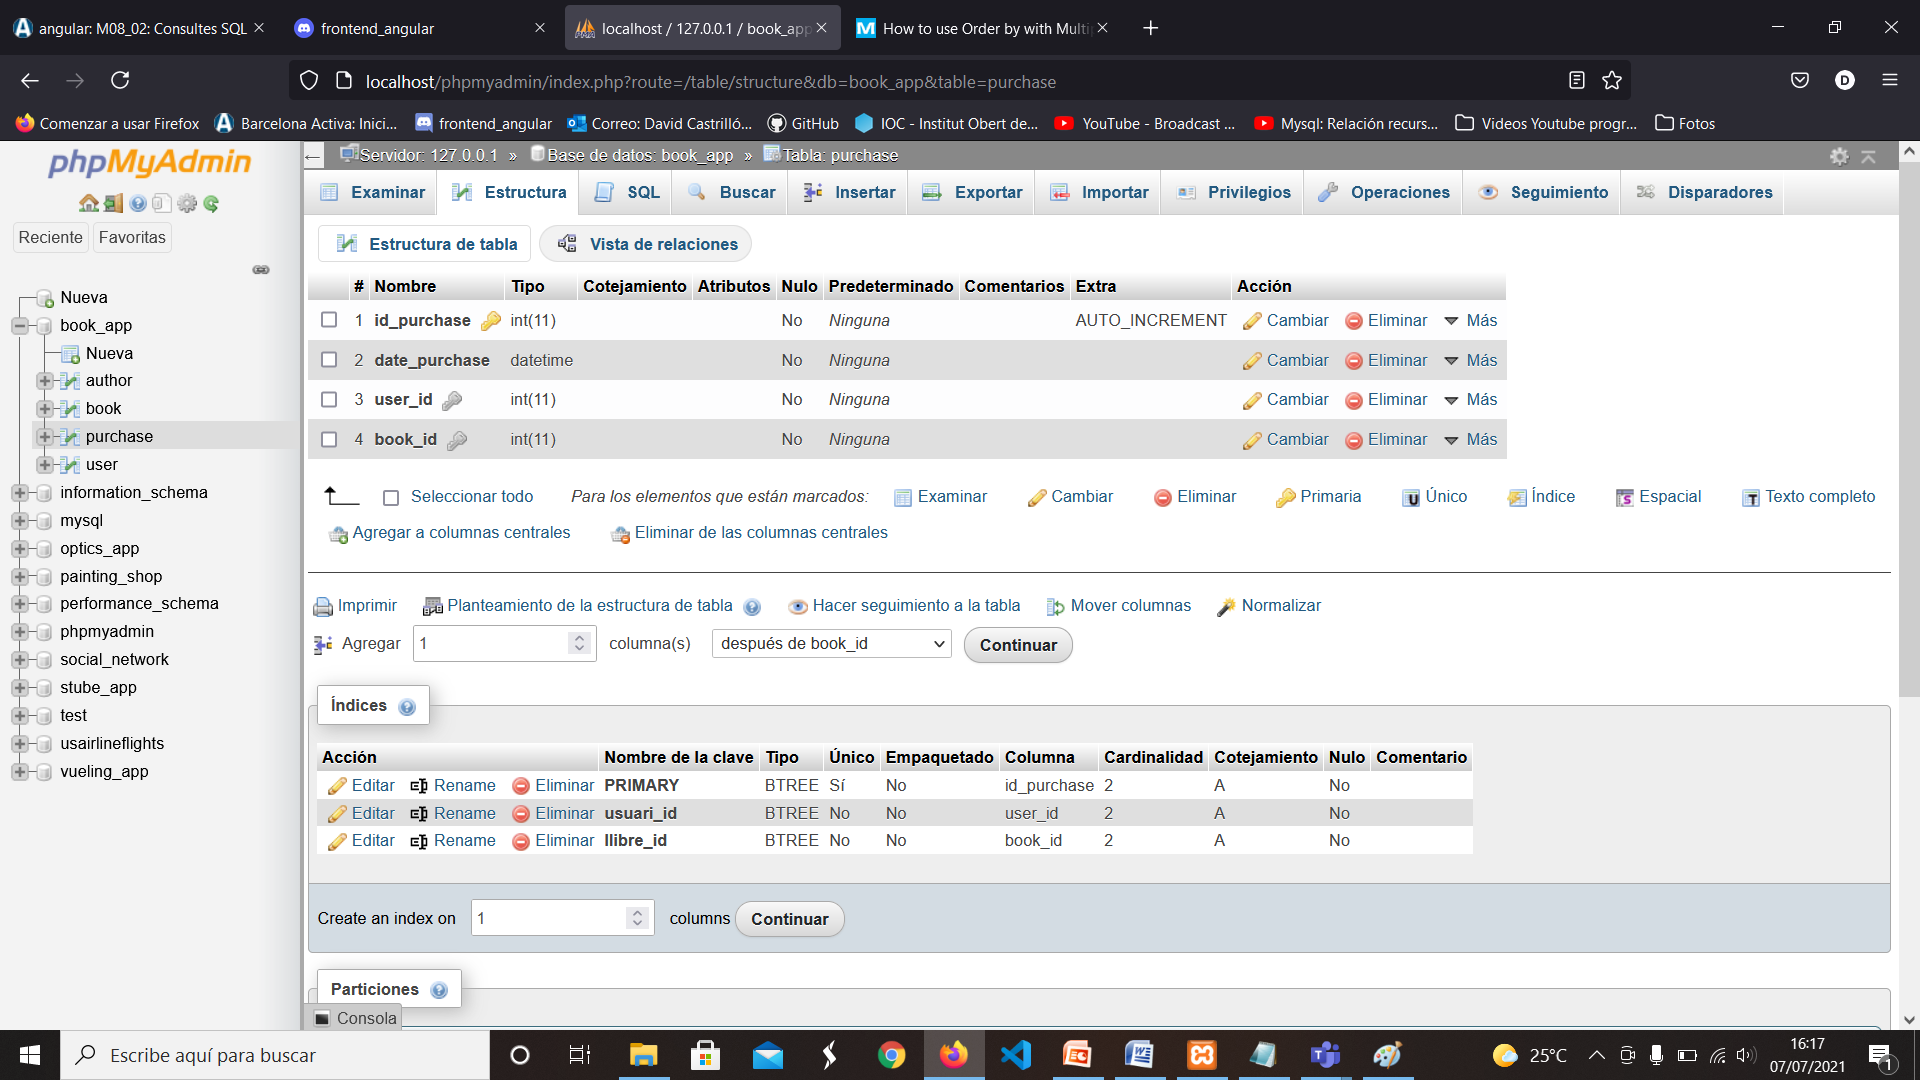 angular: M08_02: Consultes SQL
frontend_angular
localhost / 127.0.0.1 / book_app
How to use Order by with Multip
localhost/phpmyadmin/index.php?route=/table/structure&db=book_app&table=purchase
Comenzar a usar Firefox
Barcelona Activa: Inici...
frontend_angular
Correo: David Castrilló...
GitHub
IOC - Institut Obert de...
YouTube - Broadcast ...
Mysql: Relación recurs...
Videos Youtube progr...
Fotos
phpMyAdmin
Reciente
Favoritas
Nueva
book_app
Nueva
author
book
purchase
user
information_schema
mysql
optics_app
painting_shop
performance_schema
phpmyadmin
social_network
stube_app
test
usairlineflights
vueling_app
Servidor: 127.0.0.1 » Base de datos: book_app » Tabla: purchase
Examinar Estructura SQL Buscar Insertar Exportar Importar Privilegios Operaciones Seguimiento Disparadores
Estructura de tabla Vista de relaciones
# Nombre Tipo Cotejamiento Atributos Nulo Predeterminado Comentarios Extra Acción
1 id_purchase int(11) No Ninguna AUTO_INCREMENT Cambiar Eliminar Más
2 date_purchase datetime No Ninguna Cambiar Eliminar Más
3 user_id int(11) No Ninguna Cambiar Eliminar Más
4 book_id int(11) No Ninguna Cambiar Eliminar Más
Seleccionar todo Para los elementos que están marcados: Examinar Cambiar Eliminar Primaria Único Índice Espacial Texto completo
Agregar a columnas centrales Eliminar de las columnas centrales
Imprimir Planteamiento de la estructura de tabla Hacer seguimiento a la tabla Mover columnas Normalizar
Agregar 1 columna(s) después de book_id Continuar
Índices
Acción Nombre de la clave Tipo Único Empaquetado Columna Cardinalidad Cotejamiento Nulo Comentario
Editar Rename Eliminar PRIMARY BTREE Sí No id_purchase 2 A No
Editar Rename Eliminar usuari_id BTREE No No user_id 2 A No
Editar Rename Eliminar llibre_id BTREE No No book_id 2 A No
Create an index on 1 columns Continuar
Particiones
Consola
Escribe aquí para buscar
25°C
16:17
07/07/2021
1